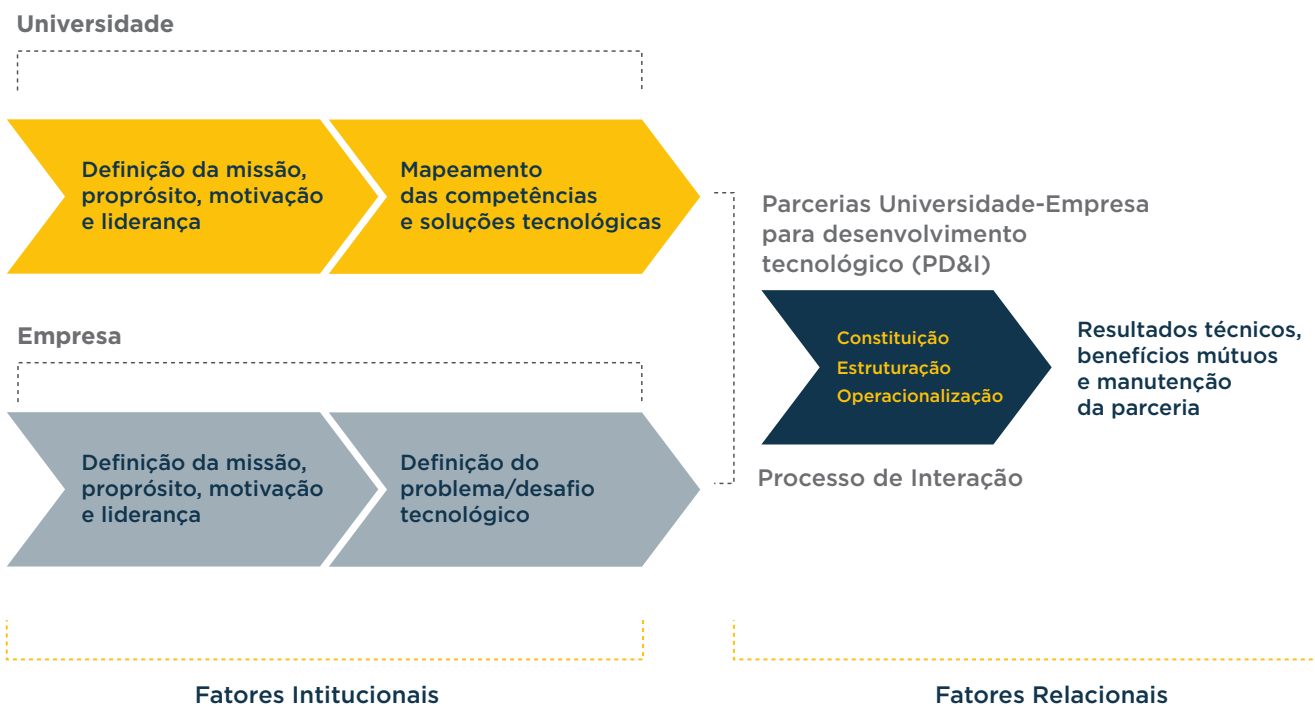 Universidade
Definição da missão,
proprósito, motivação
e liderança
Mapeamento
das competências
e soluções tecnológicas
Empresa
Definição da missão,
proprósito, motivação
e liderança
Definição do
problema/desafio
tecnológico
Parcerias Universidade-Empresa
para desenvolvimento
tecnológico (PD&I)
Constituição
Estruturação
Operacionalização
Processo de Interação
Resultados técnicos,
benefícios mútuos
e manutenção
da parceria
Fatores Intitucionais
Fatores Relacionais